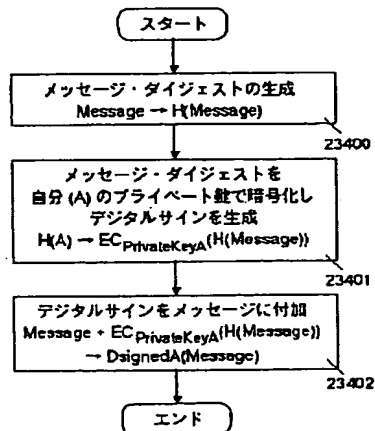 スタート
メッセージ・ダイジェストの生成
Message → H(Message)
23400
メッセージ・ダイジェストを
自分(A)のプライベート鍵で暗号化し
デジタルサインを生成
H(A) → EC PrivateKeyA (H(Message))
23401
デジタルサインをメッセージに付加
Message + EC PrivateKeyA (H(Message))
→ DsignedA(Message)
23402
エンド